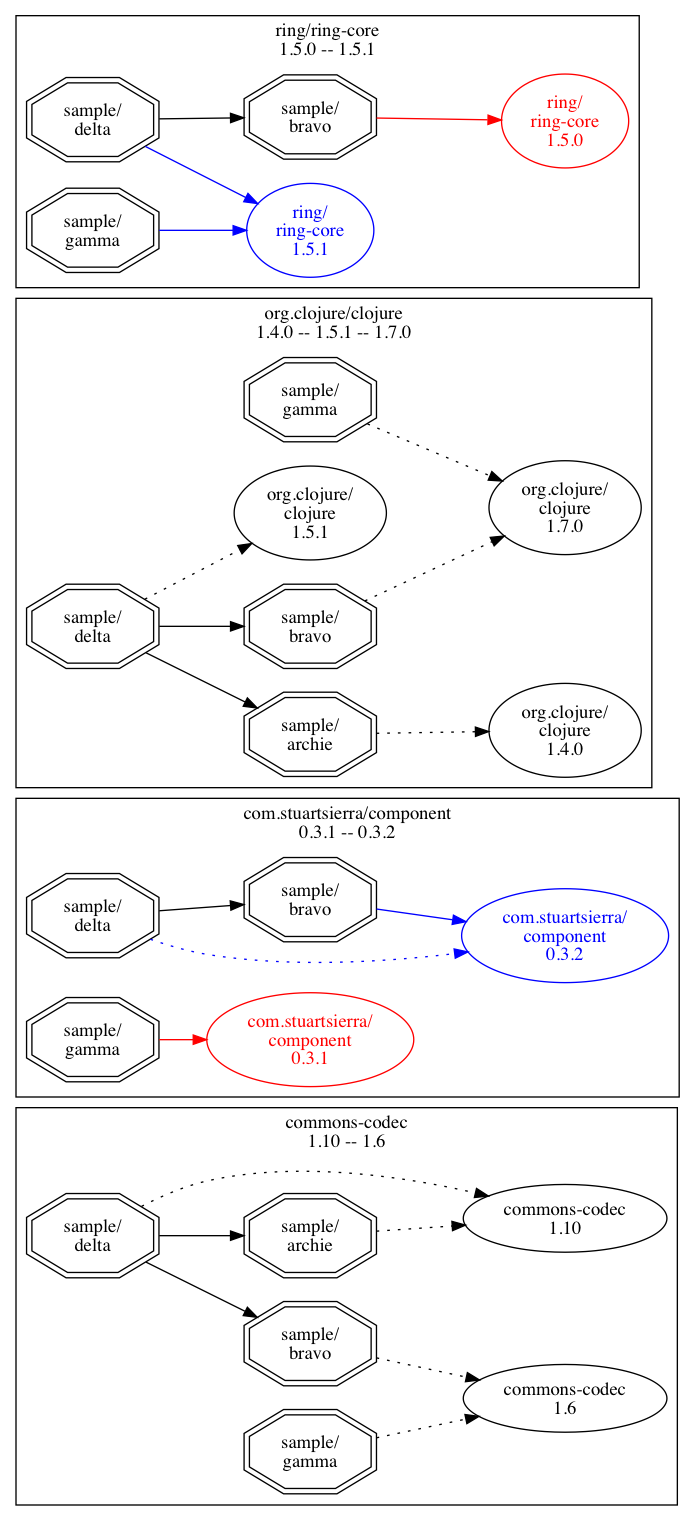 ring/ring-core
1.5.0 -- 1.5.1
sample/
delta
sample/
bravo
ring/
ring-core
1.5.0
sample/
gamma
ring/
ring-core
1.5.1
org.clojure/clojure
1.4.0 -- 1.5.1 -- 1.7.0
sample/
gamma
org.clojure/
clojure
1.5.1
org.clojure/
clojure
1.7.0
sample/
delta
sample/
bravo
sample/
archie
org.clojure/
clojure
1.4.0
com.stuartsierra/component
0.3.1 -- 0.3.2
sample/
delta
sample/
bravo
com.stuartsierra/
component
0.3.2
sample/
gamma
com.stuartsierra/
component
0.3.1
commons-codec
1.10 -- 1.6
sample/
delta
sample/
archie
commons-codec
1.10
sample/
bravo
commons-codec
1.6
sample/
gamma